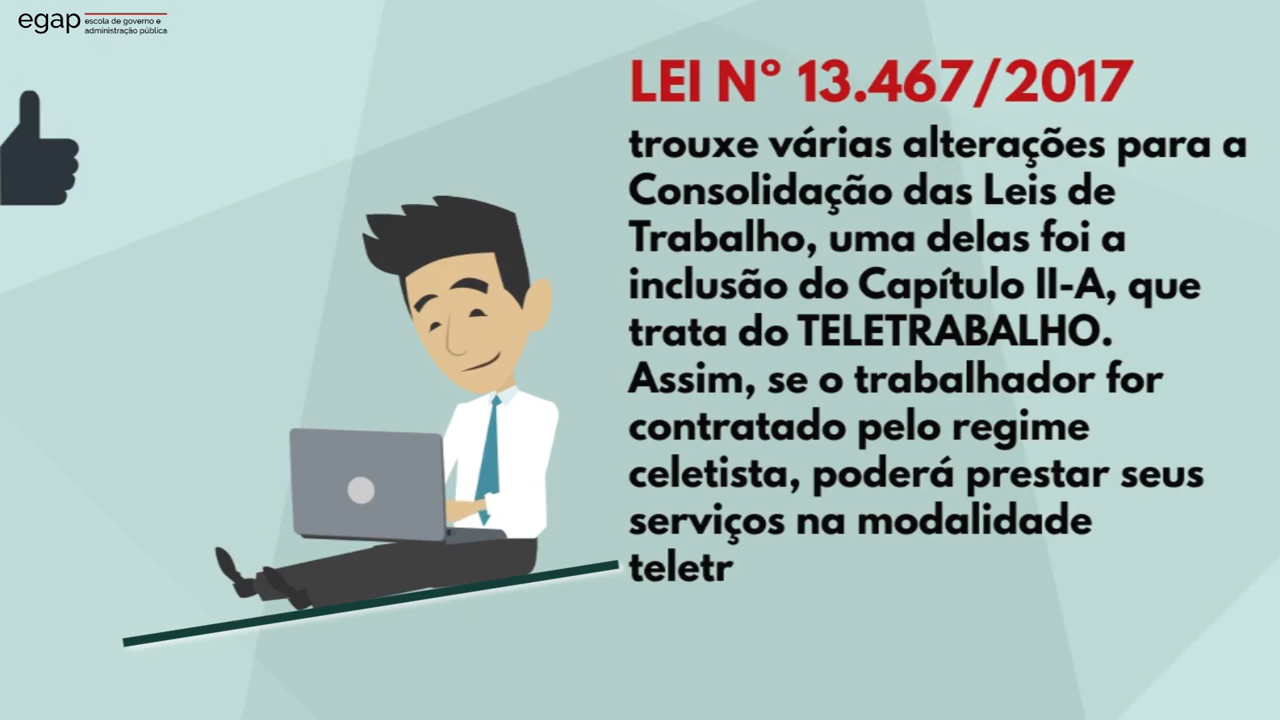 egap
escola de governo e
administração pública
LEI Nº 13.467/2017
trouxe várias alterações para a
Consolidação das Leis de
Trabalho, uma delas foi a
inclusão do Capítulo II-A, que
trata do TELETRABALHO.
Assim, se o trabalhador for
contratado pelo regime
celetista, poderá prestar seus
serviços na modalidade
teletr